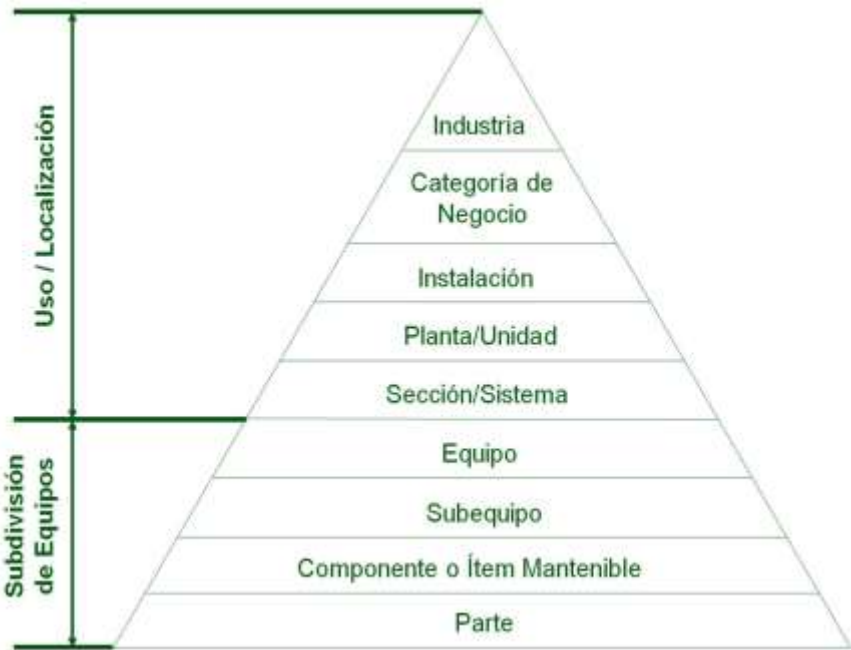 Uso / Localización
Industria
Categoría de
Negocio
Instalación
Planta/Unidad
Sección/Sistema
Subdivisión
de Equipos
Equipo
Subequipo
Componente o Ítem Mantenible
Parte